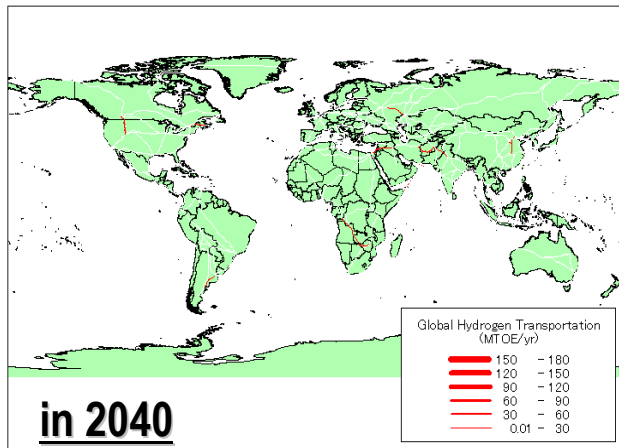 Global Hydrogen Transportation
(MTOE/yr)
150 - 180
120 - 150
90 - 120
60 - 90
30 - 60
0.01 - 30
in 2040